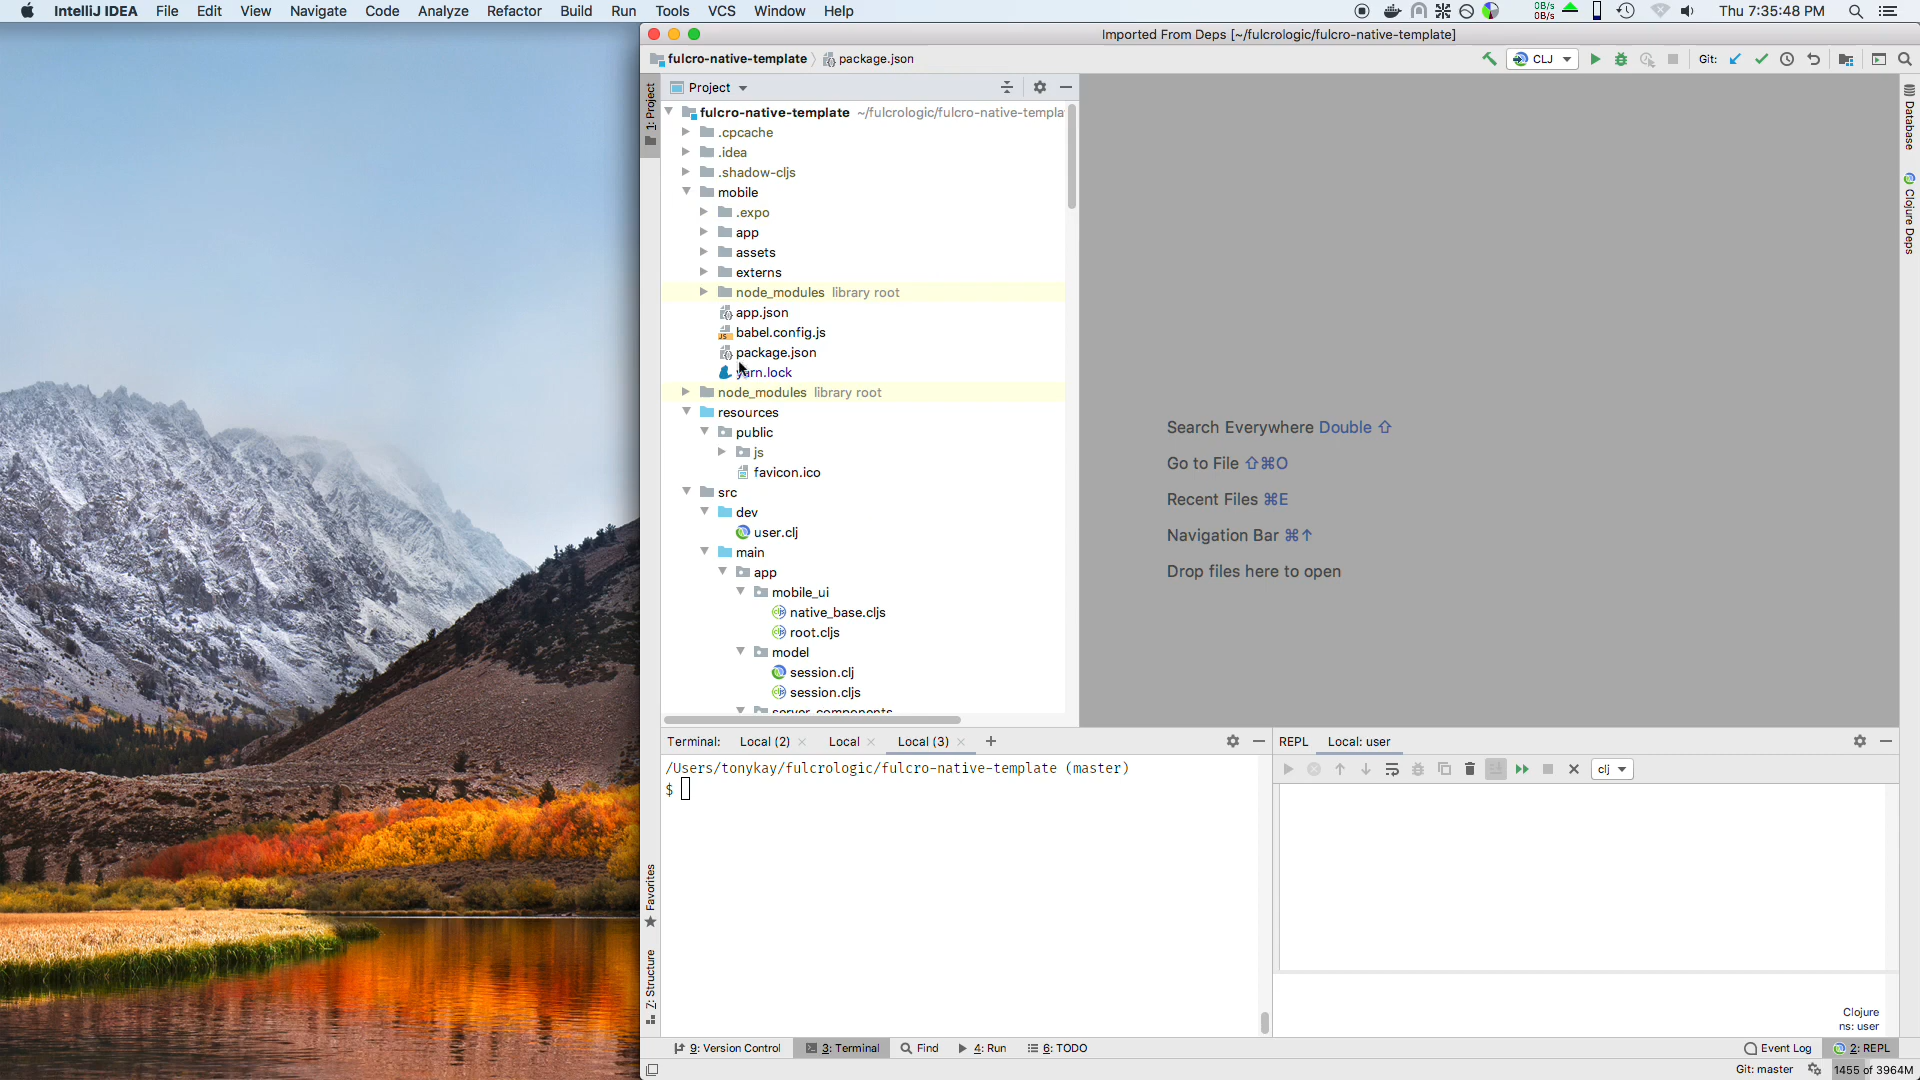 IntelliJ IDEA File Edit View Navigate Code Analyze Refactor Build Run Tools VCS Window Help 0B/s 0B/s Thu 7:35:48 PM
Imported From Deps [~/fulcrologic/fulcro-native-template]
fulcro-native-template package.json CLJ Git:
1: Project
Project
fulcro-native-template ~/fulcrologic/fulcro-native-templa
.cpcache
.idea
.shadow-cljs
mobile
.expo
app
assets
externs
node_modules library root
app.json
babel.config.js
package.json
yarn.lock
node_modules library root
resources
public
js
favicon.ico
src
dev
user.clj
main
app
mobile_ui
native_base.cljs
root.cljs
model
session.clj
session.cljs
server_components
Search Everywhere Double ⇧
Go to File ⇧⌘O
Recent Files ⌘E
Navigation Bar ⌘↑
Drop files here to open
Database
Clojure Deps
Terminal: Local (2) Local Local (3)
/Users/tonykay/fulcrologic/fulcro-native-template (master)
$
REPL Local: user
clj
Clojure
ns: user
Favorites
7: Structure
9: Version Control 3: Terminal Find 4: Run 6: TODO Event Log 2: REPL
Git: master 1455 of 3964M